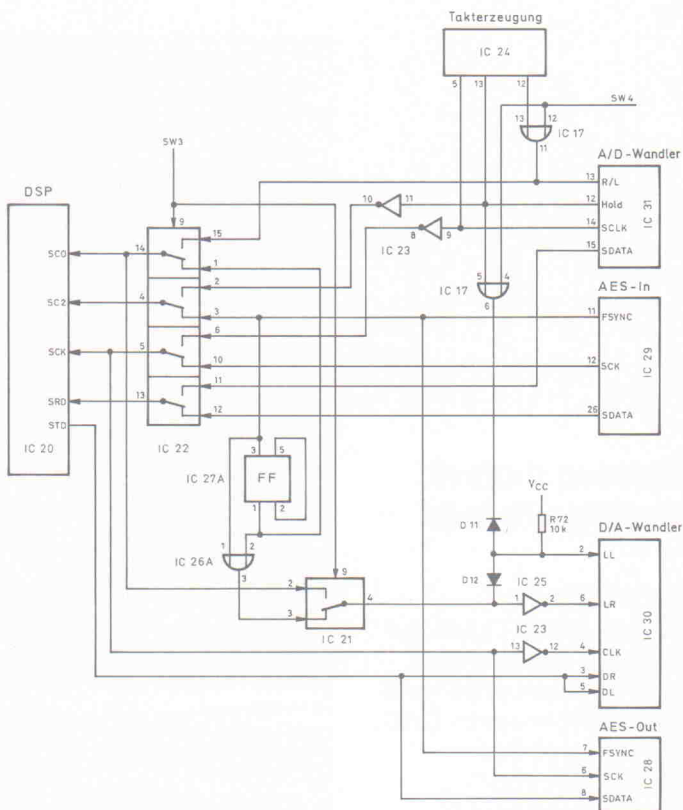 Takterzeugung
IC 24
5 13 12
SW4
13 12
IC 17
11
SW3
A/D-Wandler
DSP
9
10 11
13 R/L
12 Hold
14 SCLK
15 SDATA
IC 31
15
SC0 14
1
8 9
IC 23
2
SC2 4
3
5 4
IC 17
6
AES-In
6
SCK 5
10
11 FSYNC
12 SCK
26 SDATA
IC 29
11
SRD 13
12
STD
IC 20
IC 22
3 5
IC 27A
FF
1 2
VCC
R72
10k
D11
D/A-Wandler
1 2
IC 26A
3
9
D12
IC 25
2 LL
2
3
4
IC 21
1 2
6 LR
IC 23
13 12
4 CLK
3 DR
5 DL
IC 30
AES-Out
7 FSYNC
6 SCK
8 SDATA
IC 28